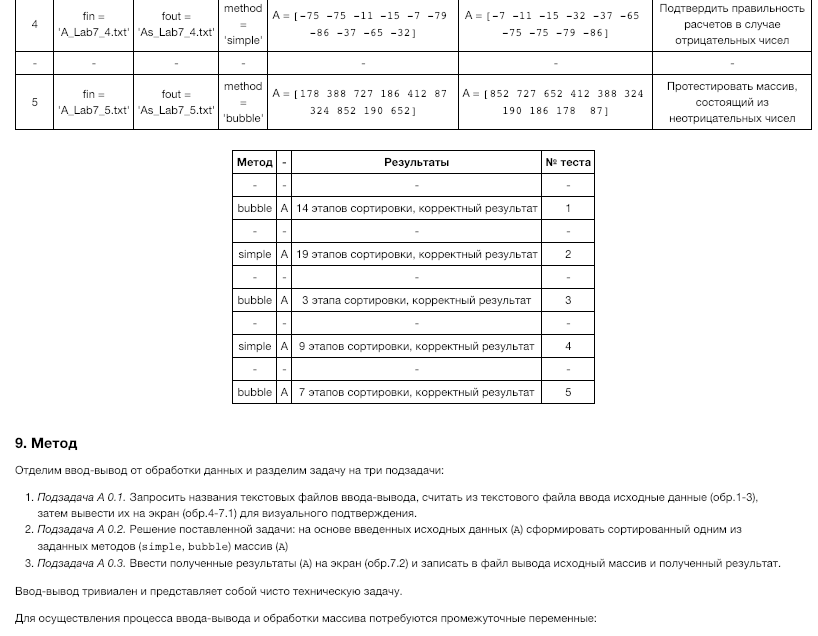 4 fin = 'A_Lab7_4.txt' fout = 'As_Lab7_4.txt' method = 'simple' A = [-75 -75 -11 -15 -7 -79 -86 -37 -65 -32] A = [-7 -11 -15 -32 -37 -65 -75 -75 -79 -86] Подтвердить правильность расчетов в случае отрицательных чисел
- - - - - - -
5 fin = 'A_Lab7_5.txt' fout = 'As_Lab7_5.txt' method = 'bubble' A = [178 388 727 186 412 87 324 852 190 652] A = [852 727 652 412 388 324 190 186 178 87] Протестировать массив, состоящий из неотрицательных чисел
Метод - Результаты № теста
- - - -
bubble A 14 этапов сортировки, корректный результат 1
- - - -
simple A 19 этапов сортировки, корректный результат 2
- - - -
bubble A 3 этапа сортировки, корректный результат 3
- - - -
simple A 9 этапов сортировки, корректный результат 4
- - - -
bubble A 7 этапов сортировки, корректный результат 5
9. Метод
Отделим ввод-вывод от обработки данных и разделим задачу на три подзадачи:
1. Подзадача А 0.1. Запросить названия текстовых файлов ввода-вывода, считать из текстового файла ввода исходные данные (обр.1-3),
затем вывести их на экран (обр.4-7.1) для визуального подтверждения.
2. Подзадача А 0.2. Решение поставленной задачи: на основе введенных исходных данных (A) сформировать сортированный одним из
заданных методов (simple, bubble) массив (A)
3. Подзадача А 0.3. Ввести полученные результаты (A) на экран (обр.7.2) и записать в файл вывода исходный массив и полученный результат.
Ввод-вывод тривиален и представляет собой чисто техническую задачу.
Для осуществления процесса ввода-вывода и обработки массива потребуются промежуточные переменные: